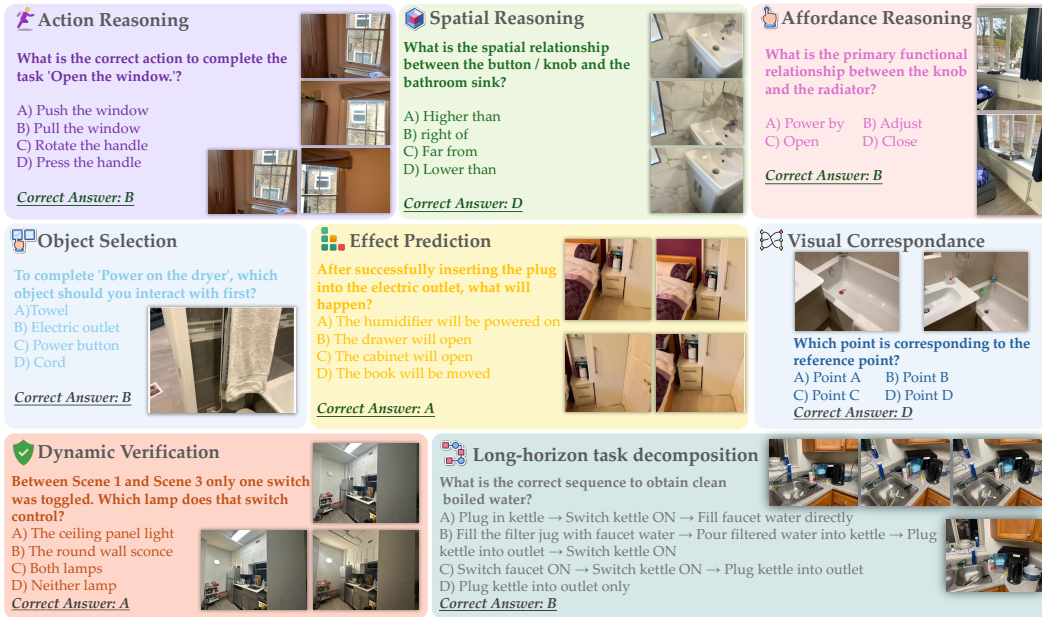 Action Reasoning
What is the correct action to complete the
task 'Open the window.'?
A) Push the window
B) Pull the window
C) Rotate the handle
D) Press the handle
Correct Answer: B
Spatial Reasoning
What is the spatial relationship
between the button / knob and the
bathroom sink?
A) Higher than
B) right of
C) Far from
D) Lower than
Correct Answer: D
Affordance Reasoning
What is the primary functional
relationship between the knob
and the radiator?
A) Power by B) Adjust
C) Open D) Close
Correct Answer: B
Object Selection
To complete 'Power on the dryer', which
object should you interact with first?
A)Towel
B) Electric outlet
C) Power button
D) Cord
Correct Answer: B
Effect Prediction
After successfully inserting the plug
into the electric outlet, what will
happen?
A) The humidifier will be powered on
B) The drawer will open
C) The cabinet will open
D) The book will be moved
Correct Answer: A
Visual Correspondance
Which point is corresponding to the
reference point?
A) Point A B) Point B
C) Point C D) Point D
Correct Answer: D
Dynamic Verification
Between Scene 1 and Scene 3 only one switch
was toggled. Which lamp does that switch
control?
A) The ceiling panel light
B) The round wall sconce
C) Both lamps
D) Neither lamp
Correct Answer: A
Long-horizon task decomposition
What is the correct sequence to obtain clean
boiled water?
A) Plug in kettle → Switch kettle ON → Fill faucet water directly
B) Fill the filter jug with faucet water → Pour filtered water into kettle → Plug
kettle into outlet → Switch kettle ON
C) Switch faucet ON → Switch kettle ON → Plug kettle into outlet
D) Plug kettle into outlet only
Correct Answer: B